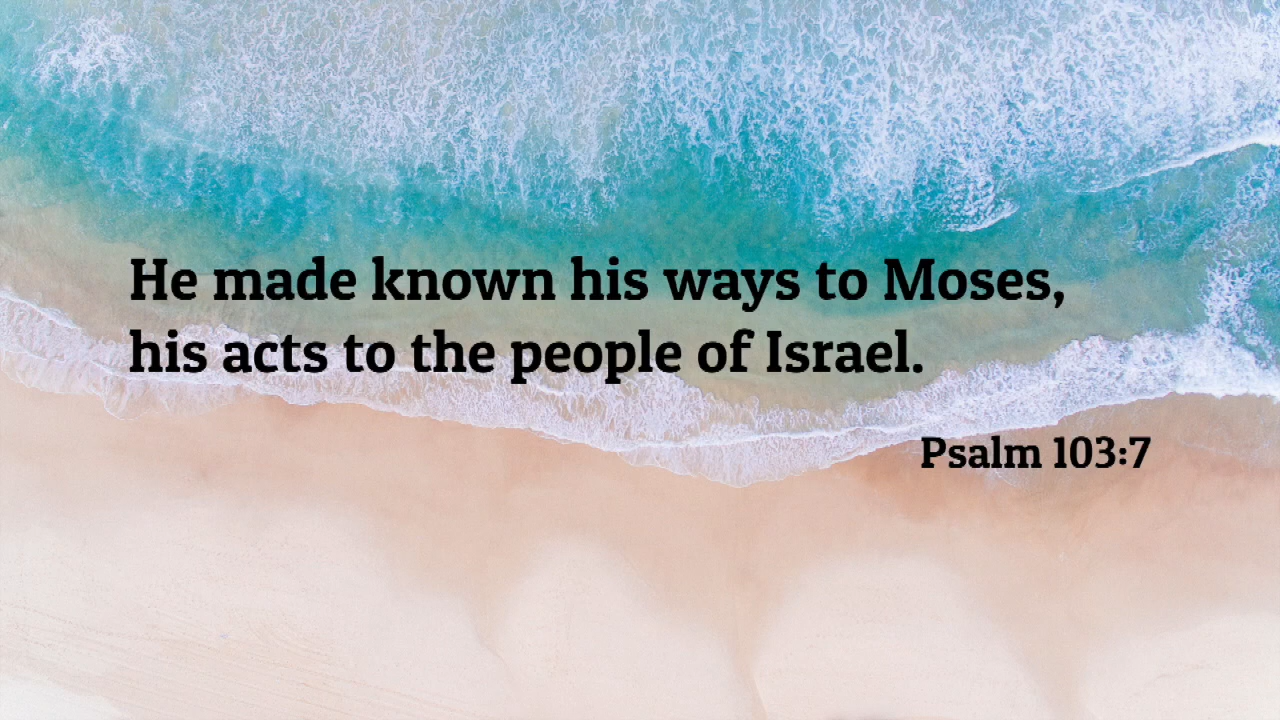 He made known his ways to Moses,
his acts to the people of Israel.
Psalm 103:7